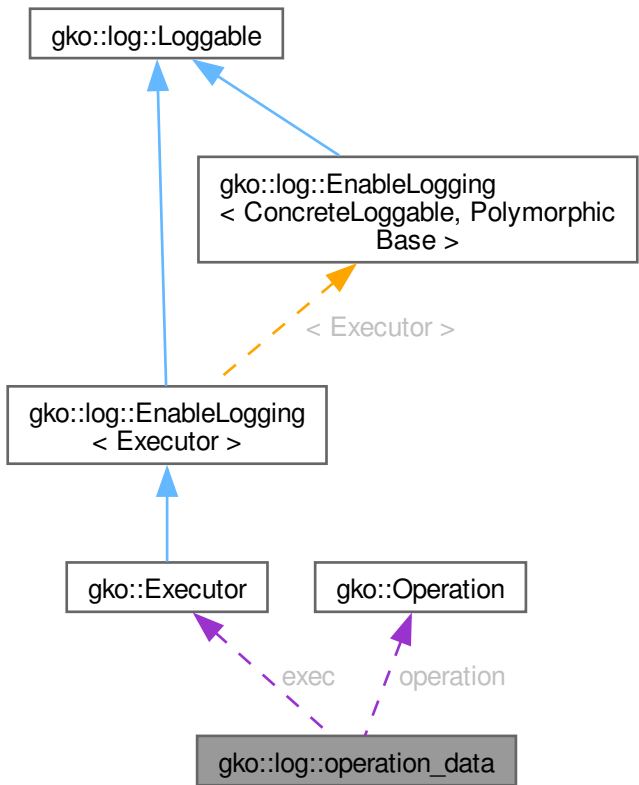 gko::log::Loggable
gko::log::EnableLogging
< ConcreteLoggable, Polymorphic
Base >
< Executor >
gko::log::EnableLogging
< Executor >
gko::Executor
gko::Operation
exec
operation
gko::log::operation_data